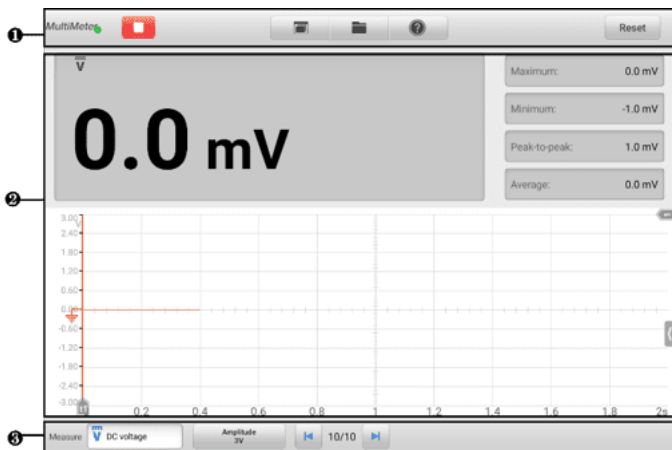 ❶
MultiMeter
Reset
❷
V
0.0 mV
Maximum: 0.0 mV
Minimum: -1.0 mV
Peak-to-peak: 1.0 mV
Average: 0.0 mV
3.00
V
2.40
1.80
1.20
0.60
0.00
-0.60
-1.20
-1.80
-2.40
-3.00
0.2 0.4 0.6 0.8 1 1.2 1.4 1.6 1.8 2s
❸
Measure V DC voltage Amplitude 10/10
3V